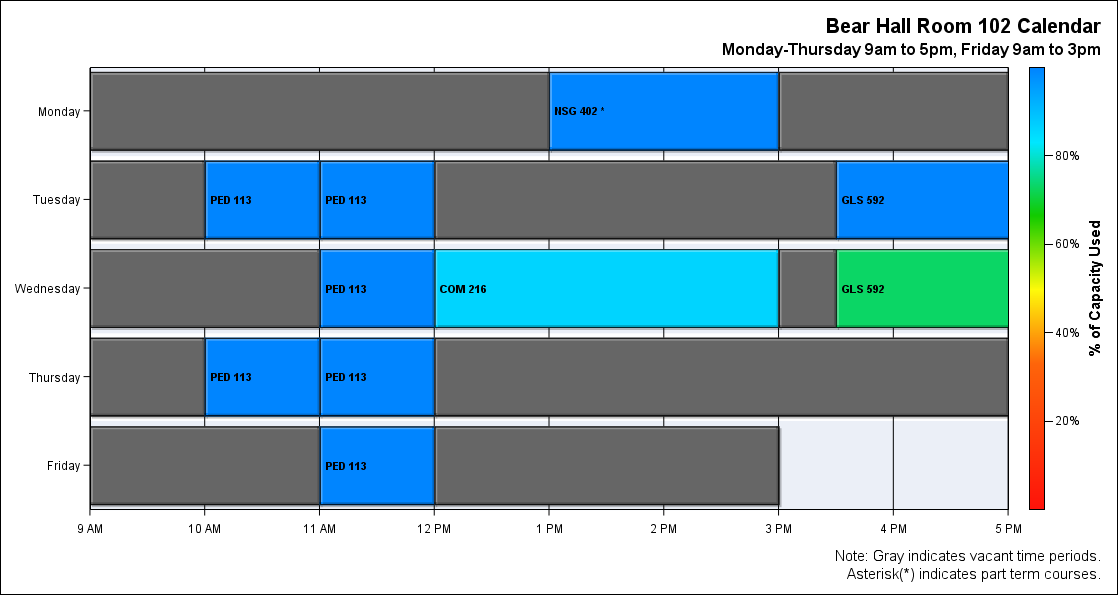 Bear Hall Room 102 Calendar
Monday-Thursday 9am to 5pm, Friday 9am to 3pm
Monday
NSG 402 *
Tuesday
PED 113
PED 113
GLS 592
Wednesday
PED 113
COM 216
GLS 592
Thursday
PED 113
PED 113
Friday
PED 113
9 AM
10 AM
11 AM
12 PM
1 PM
2 PM
3 PM
4 PM
5 PM
80%
60%
40%
20%
% of Capacity Used
Note: Gray indicates vacant time periods.
Asterisk(*) indicates part term courses.